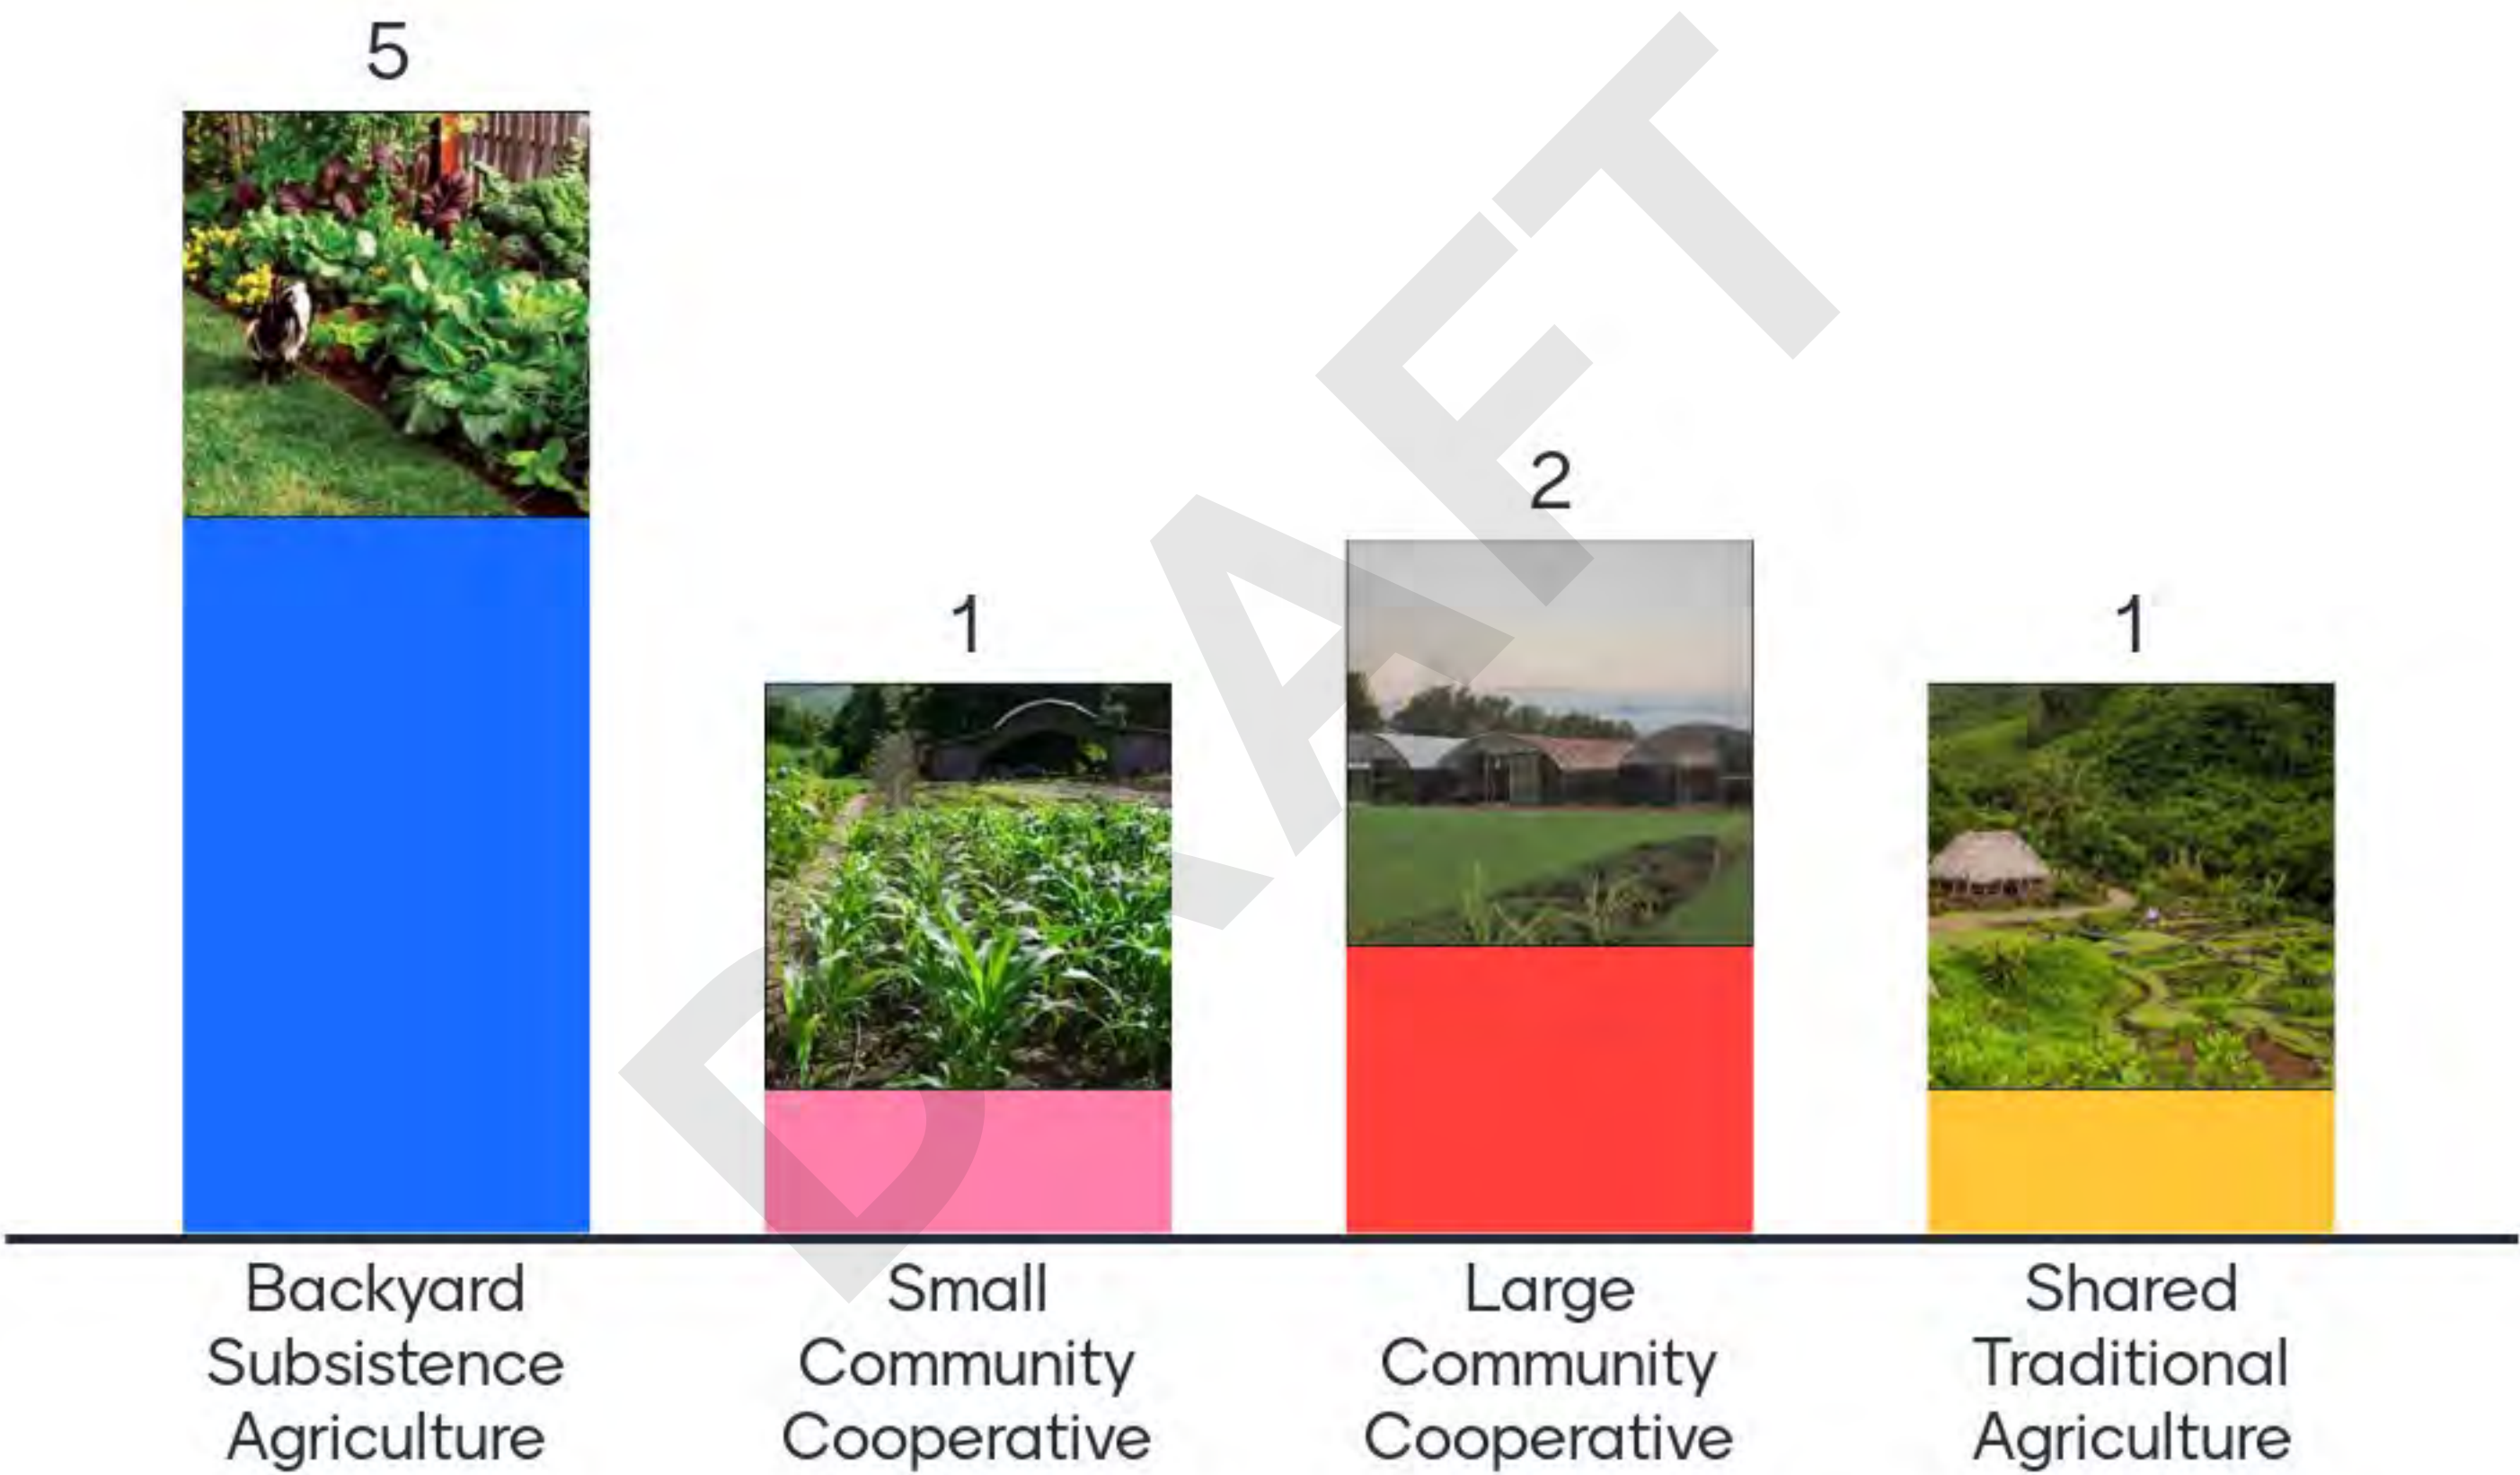 5
1
2
1
Backyard
Subsistence
Agriculture
Small
Community
Cooperative
Large
Community
Cooperative
Shared
Traditional
Agriculture
DRAFT